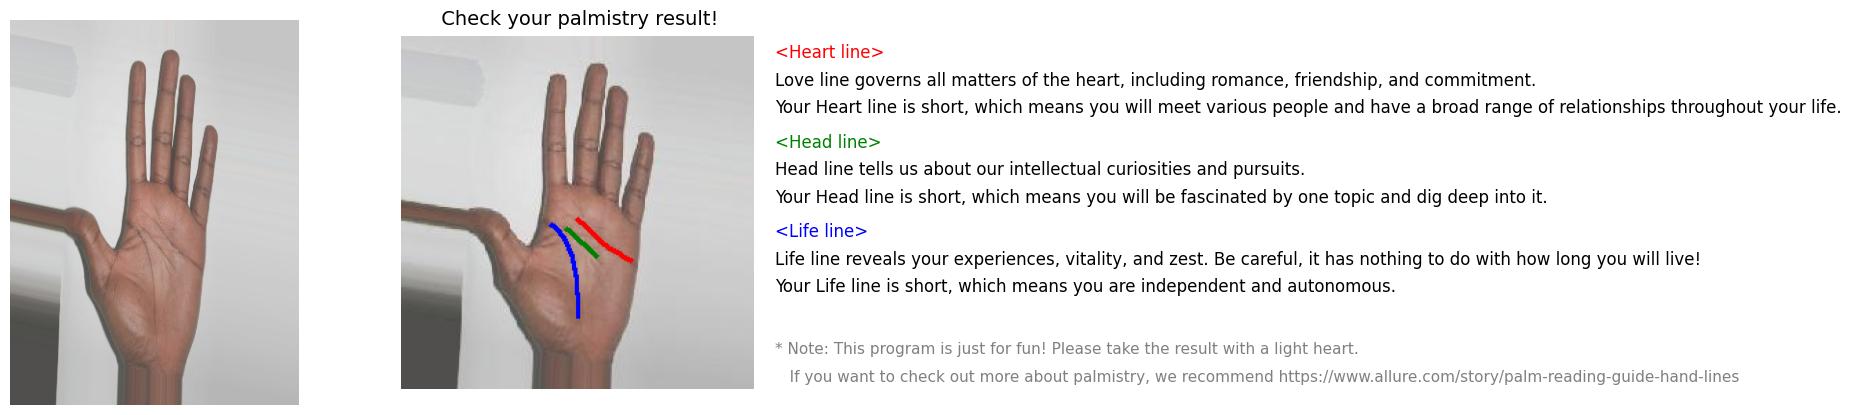 Check your palmistry result!
<Heart line>
Love line governs all matters of the heart, including romance, friendship, and commitment.
Your Heart line is short, which means you will meet various people and have a broad range of relationships throughout your life.
<Head line>
Head line tells us about our intellectual curiosities and pursuits.
Your Head line is short, which means you will be fascinated by one topic and dig deep into it.
<Life line>
Life line reveals your experiences, vitality, and zest. Be careful, it has nothing to do with how long you will live!
Your Life line is short, which means you are independent and autonomous.
* Note: This program is just for fun! Please take the result with a light heart.
If you want to check out more about palmistry, we recommend https://www.allure.com/story/palm-reading-guide-hand-lines